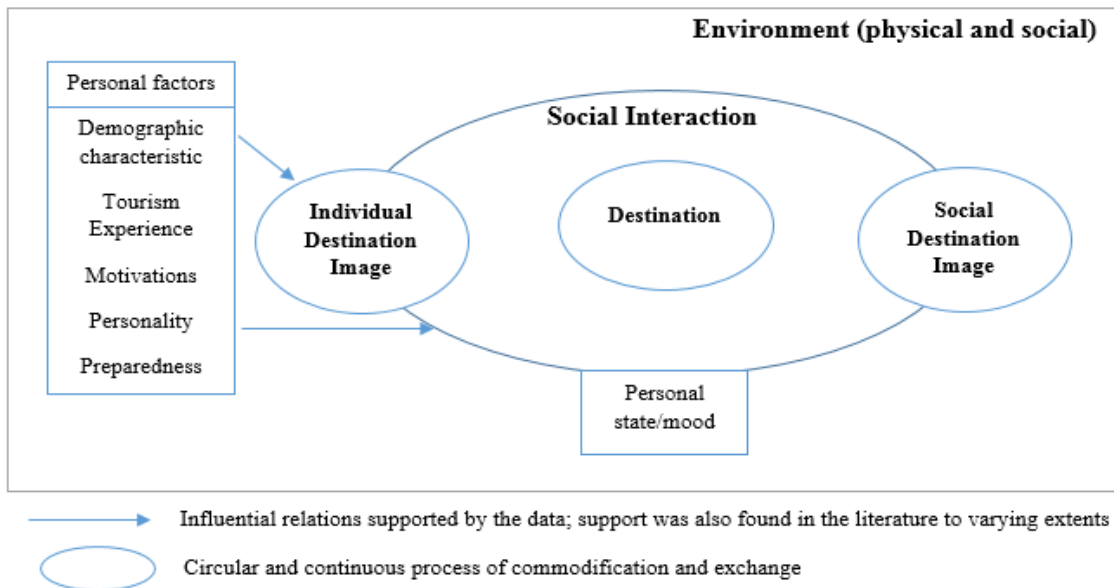 Environment (physical and social)
Personal factors
Demographic
characteristic
Tourism
Experience
Motivations
Personality
Preparedness
Social Interaction
Individual
Destination
Image
Destination
Social
Destination
Image
Personal
state/mood
Influential relations supported by the data; support was also found in the literature to varying extents
Circular and continuous process of commodification and exchange